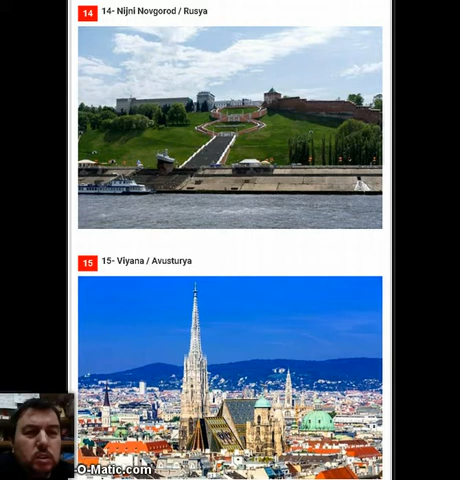 14
14- Nijni Novgorod / Rusya
15
15- Viyana / Avusturya
O-Matic.com